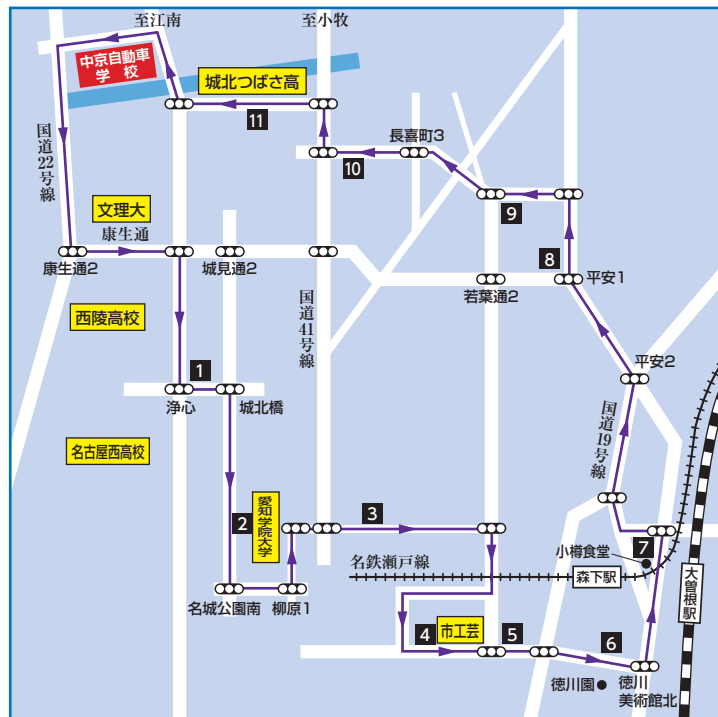 至江南
至小牧
中京自動車
学校
城北つばさ高
11
長喜町3
10
国道22号線
9
文理大
康生通
康生通2
城見通2
8
若葉通2
平安1
国道41号線
西陵高校
平安2
1
浄心
城北橋
国道19号線
名古屋西高校
2
愛知学院大学
3
7
小樽食堂
名鉄瀬戸線
森下駅
大曽根駅
名城公園南
柳原1
4
市工芸
5
6
徳川園
徳川
美術館北